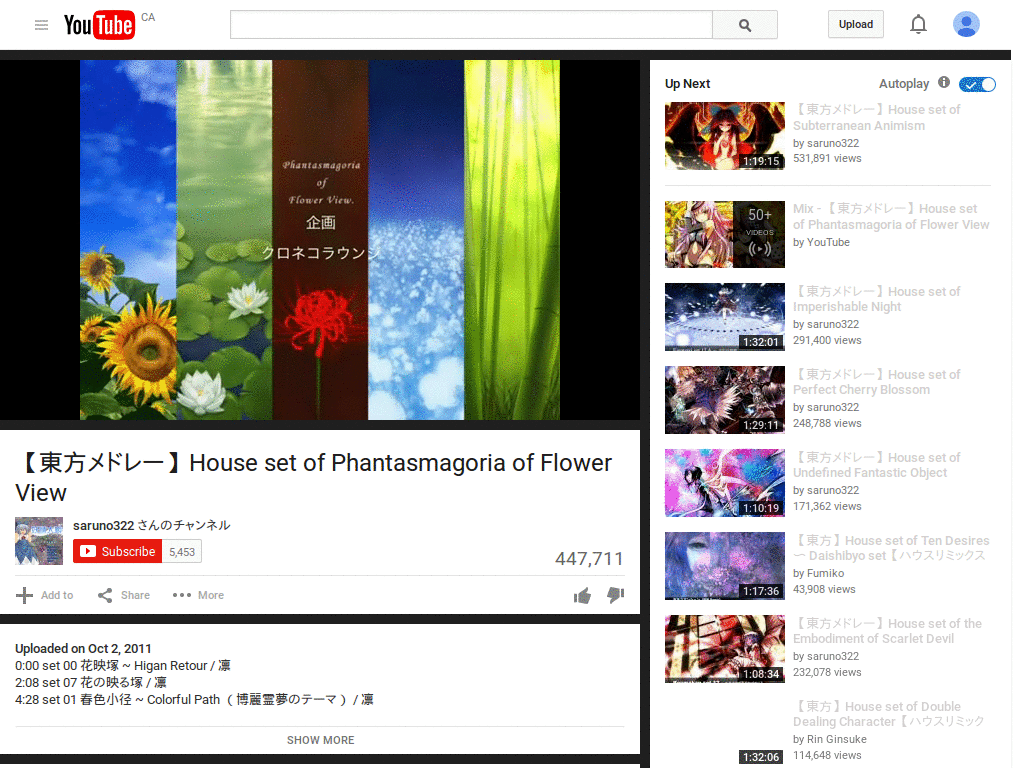 YouTube CA
Upload
Phantasmagoria
of
Flower View.
企画
クロネコラウンジ
【東方メドレー】House set of Phantasmagoria of Flower
View
saruno322 さんのチャンネル
Subscribe 5,453
447,711
Add to Share More
Uploaded on Oct 2, 2011
0:00 set 00 花映塚 ~ Higan Retour / 凛
2:08 set 07 花の映る塚 / 凛
4:28 set 01 春色小径 ~ Colorful Path （博麗霊夢のテーマ）/ 凛
SHOW MORE
Up Next Autoplay
【東方メドレー】House set of
Subterranean Animism
by saruno322
531,891 views
1:19:15
Mix - 【東方メドレー】House set
of Phantasmagoria of Flower View
by YouTube
50+
VIDEOS
【東方メドレー】House set of
Imperishable Night
by saruno322
291,400 views
1:32:01
【東方メドレー】House set of
Perfect Cherry Blossom
by saruno322
248,788 views
1:29:11
【東方メドレー】House set of
Undefined Fantastic Object
by saruno322
171,362 views
1:10:19
【東方】House set of Ten Desires
〜 Daishibyo set【ハウスリミックス
by Fumiko
43,908 views
1:17:36
【東方メドレー】House set of the
Embodiment of Scarlet Devil
by saruno322
232,078 views
1:08:34
【東方】House set of Double
Dealing Character【ハウスリミック
by Rin Ginsuke
114,648 views
1:32:06